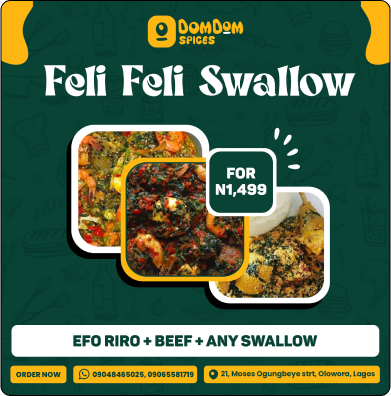 DOMDOM
SPICES
Feli Feli Swallow
FOR
N1,499
EFO RIRO + BEEF + ANY SWALLOW
ORDER NOW
09048465025, 09065581719
21, Moses Ogungbeye strt, Olowora, Lagos